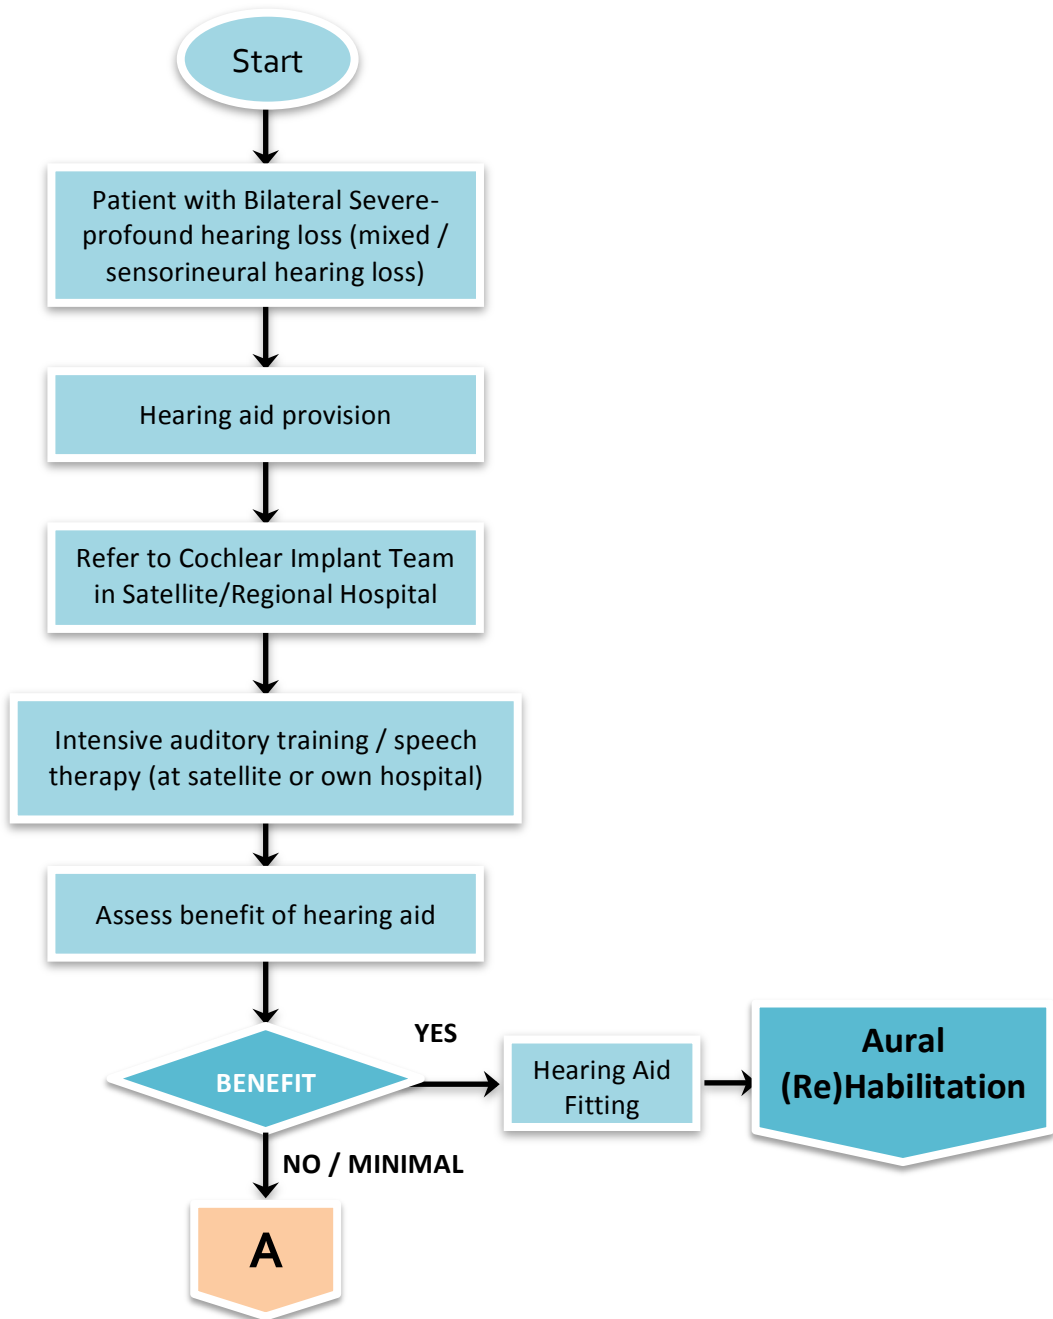 Start
Patient with Bilateral Severe-
profound hearing loss (mixed /
sensorineural hearing loss)
Hearing aid provision
Refer to Cochlear Implant Team
in Satellite/Regional Hospital
Intensive auditory training / speech
therapy (at satellite or own hospital)
Assess benefit of hearing aid
BENEFIT
YES
Hearing Aid
Fitting
Aural
(Re)Habilitation
NO / MINIMAL
A